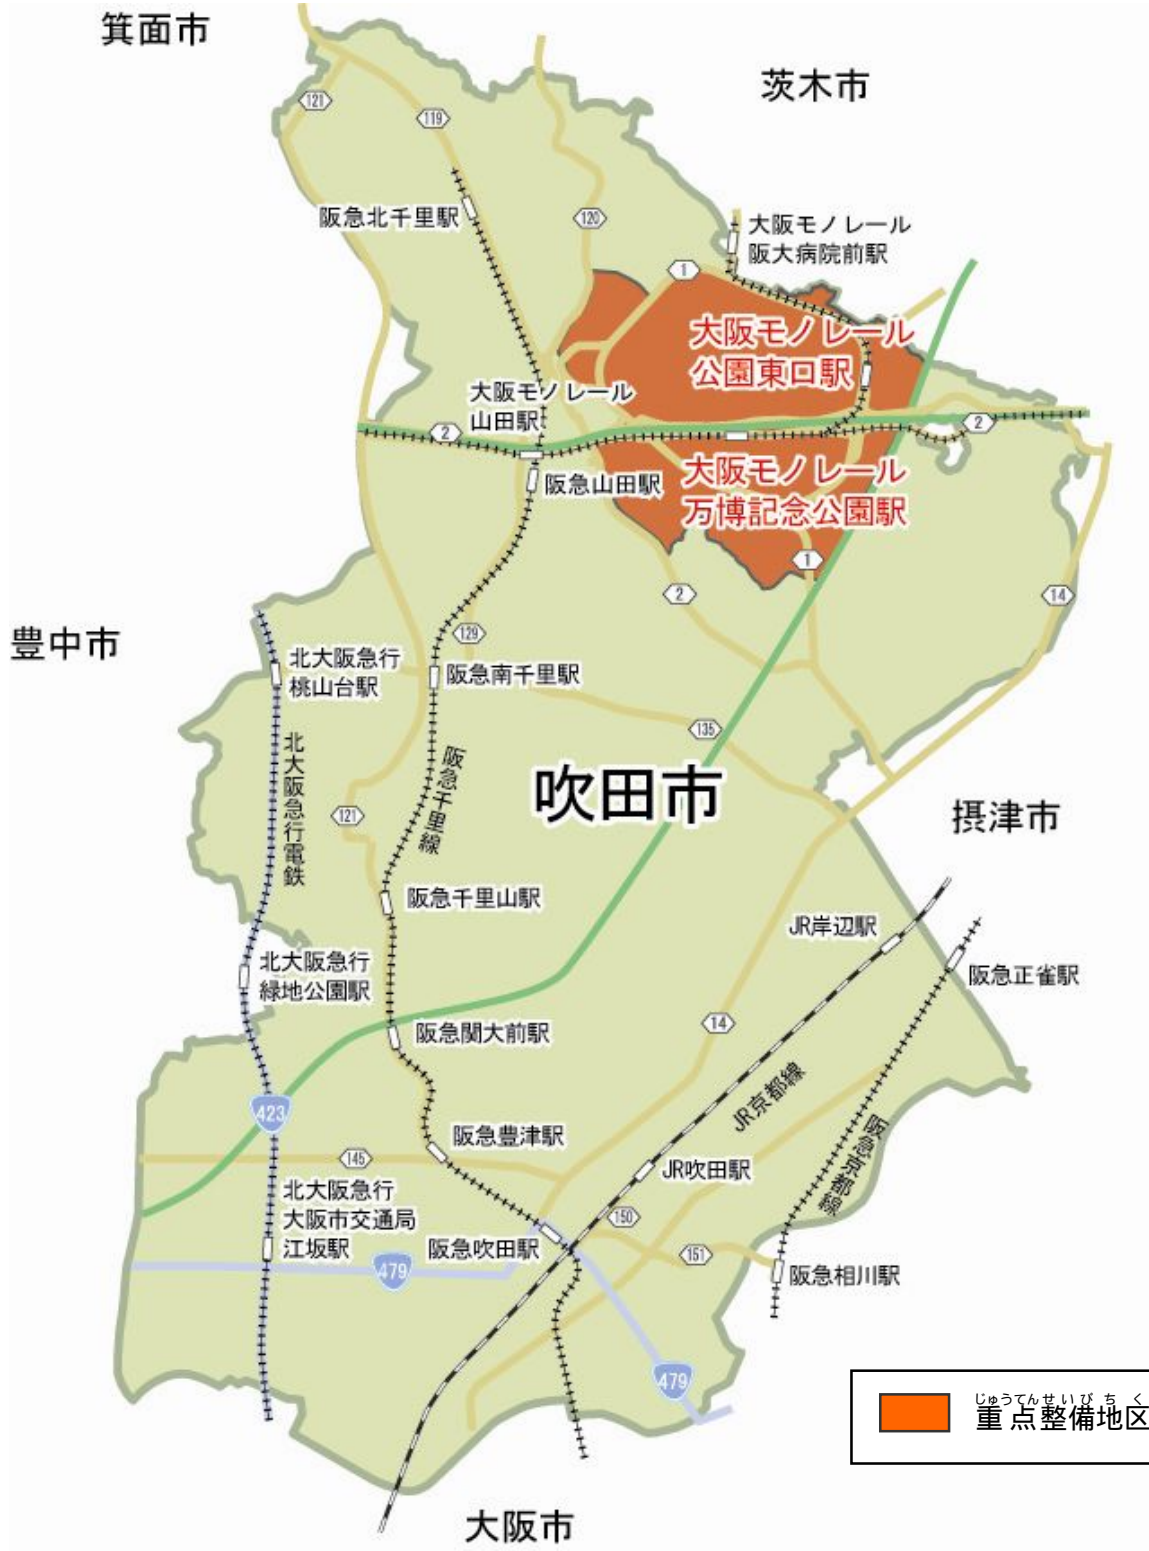 箕面市
茨木市
121
119
阪急北千里駅
120
大阪モノレール
阪大病院前駅
1
大阪モノレール
公園東口駅
大阪モノレール
山田駅
2
2
阪急山田駅
大阪モノレール
万博記念公園駅
1
2
14
豊中市
129
北大阪急行
桃山台駅
阪急南千里駅
135
北大阪急行電鉄
阪急千里線
吹田市
121
摂津市
阪急千里山駅
JR岸辺駅
北大阪急行
緑地公園駅
阪急正雀駅
14
阪急関大前駅
JR京都線
423
阪急豊津駅
阪急京都線
145
JR吹田駅
北大阪急行
大阪市交通局
江坂駅
150
阪急吹田駅
151
479
阪急相川駅
479
じゅうてんせいびちく
重点整備地区
大阪市